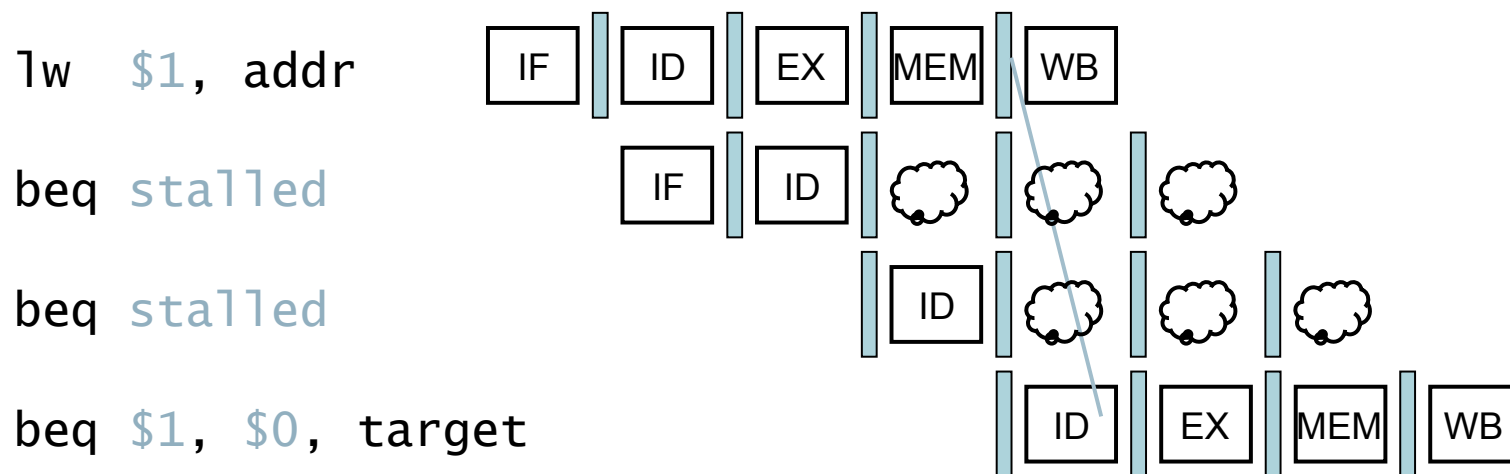 lw $1, addr IF ID EX MEM WB
beq stalled IF ID
beq stalled ID
beq $1, $0, target ID EX MEM WB